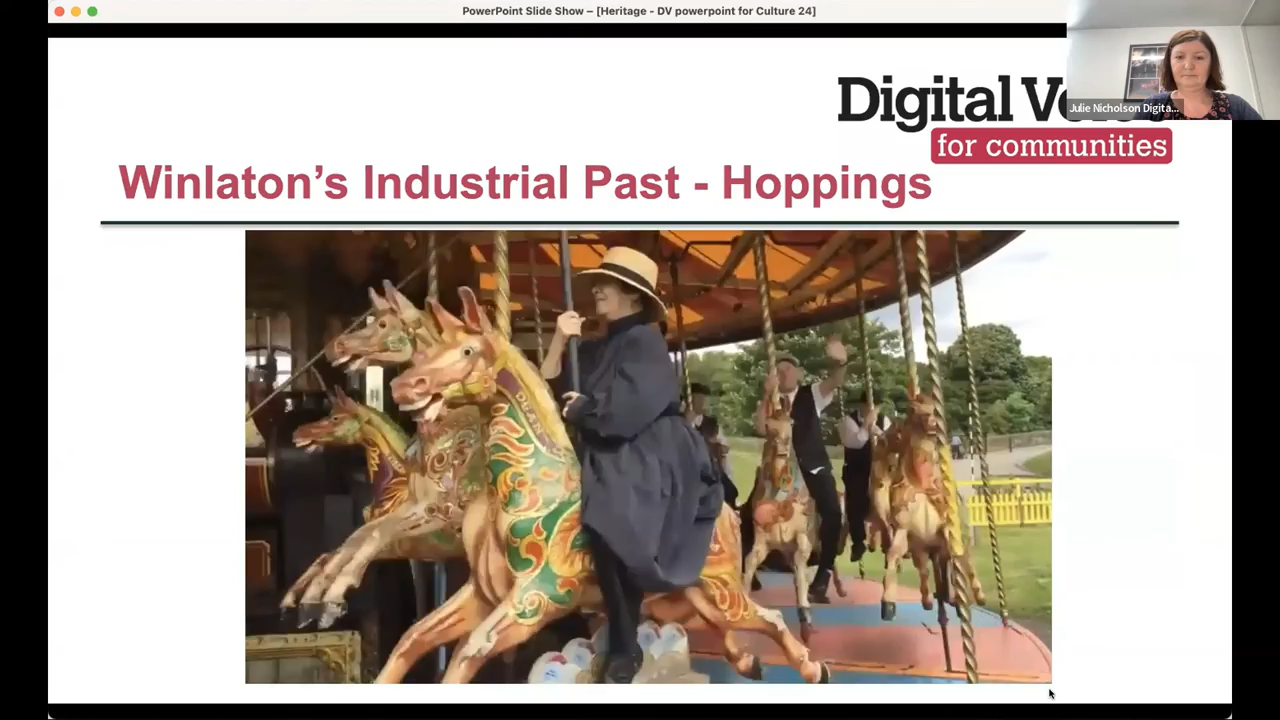 PowerPoint Slide Show – [Heritage - DV powerpoint for Culture 24]
Digital
Julie Nicholson Digita...
for communities
Winlaton’s Industrial Past - Hoppings